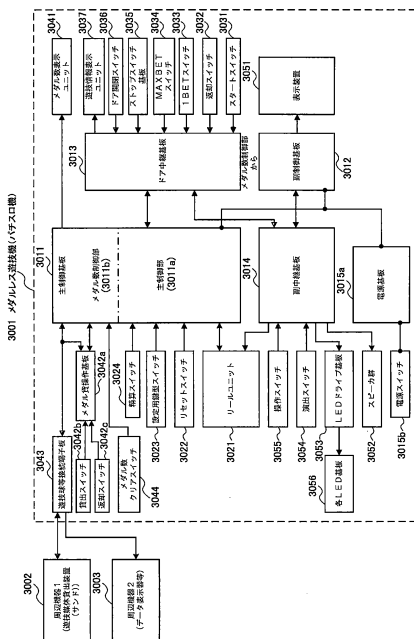 3001 メダルレス遊技機(パチスロ機)
3041
メダル数表示ユニット
3037
遊技情報表示ユニット
3036
ドア開閉スイッチ
3035
ストップスイッチ基板
3034
MAXBETスイッチ
3033
1BETスイッチ
3032
返却スイッチ
3031
スタートスイッチ
3013
ドア中継基板
メダル数制御部から
3051
表示装置
3012
副制御基板
3011
主制御基板
メダル数制御部
(3011b)
主制御部
(3011a)
3014
副中継基板
3015a
電源基板
3015b
電源スイッチ
3043
遊技球等接続端子板
3042a
メダル貸操作基板
3042b
貸出スイッチ
3042c
返却スイッチ
3044
メダル数クリアスイッチ
3024
精算スイッチ
3023
設定用鍵型スイッチ
3022
リセットスイッチ
3021
リールユニット
3055
操作スイッチ
3054
演出スイッチ
3053
LEDドライブ基板
3056
各LED基板
3052
スピーカ群
3002
周辺機器1
(遊技媒体貸出装置
(サンド))
3003
周辺機器2
(データ表示器等)